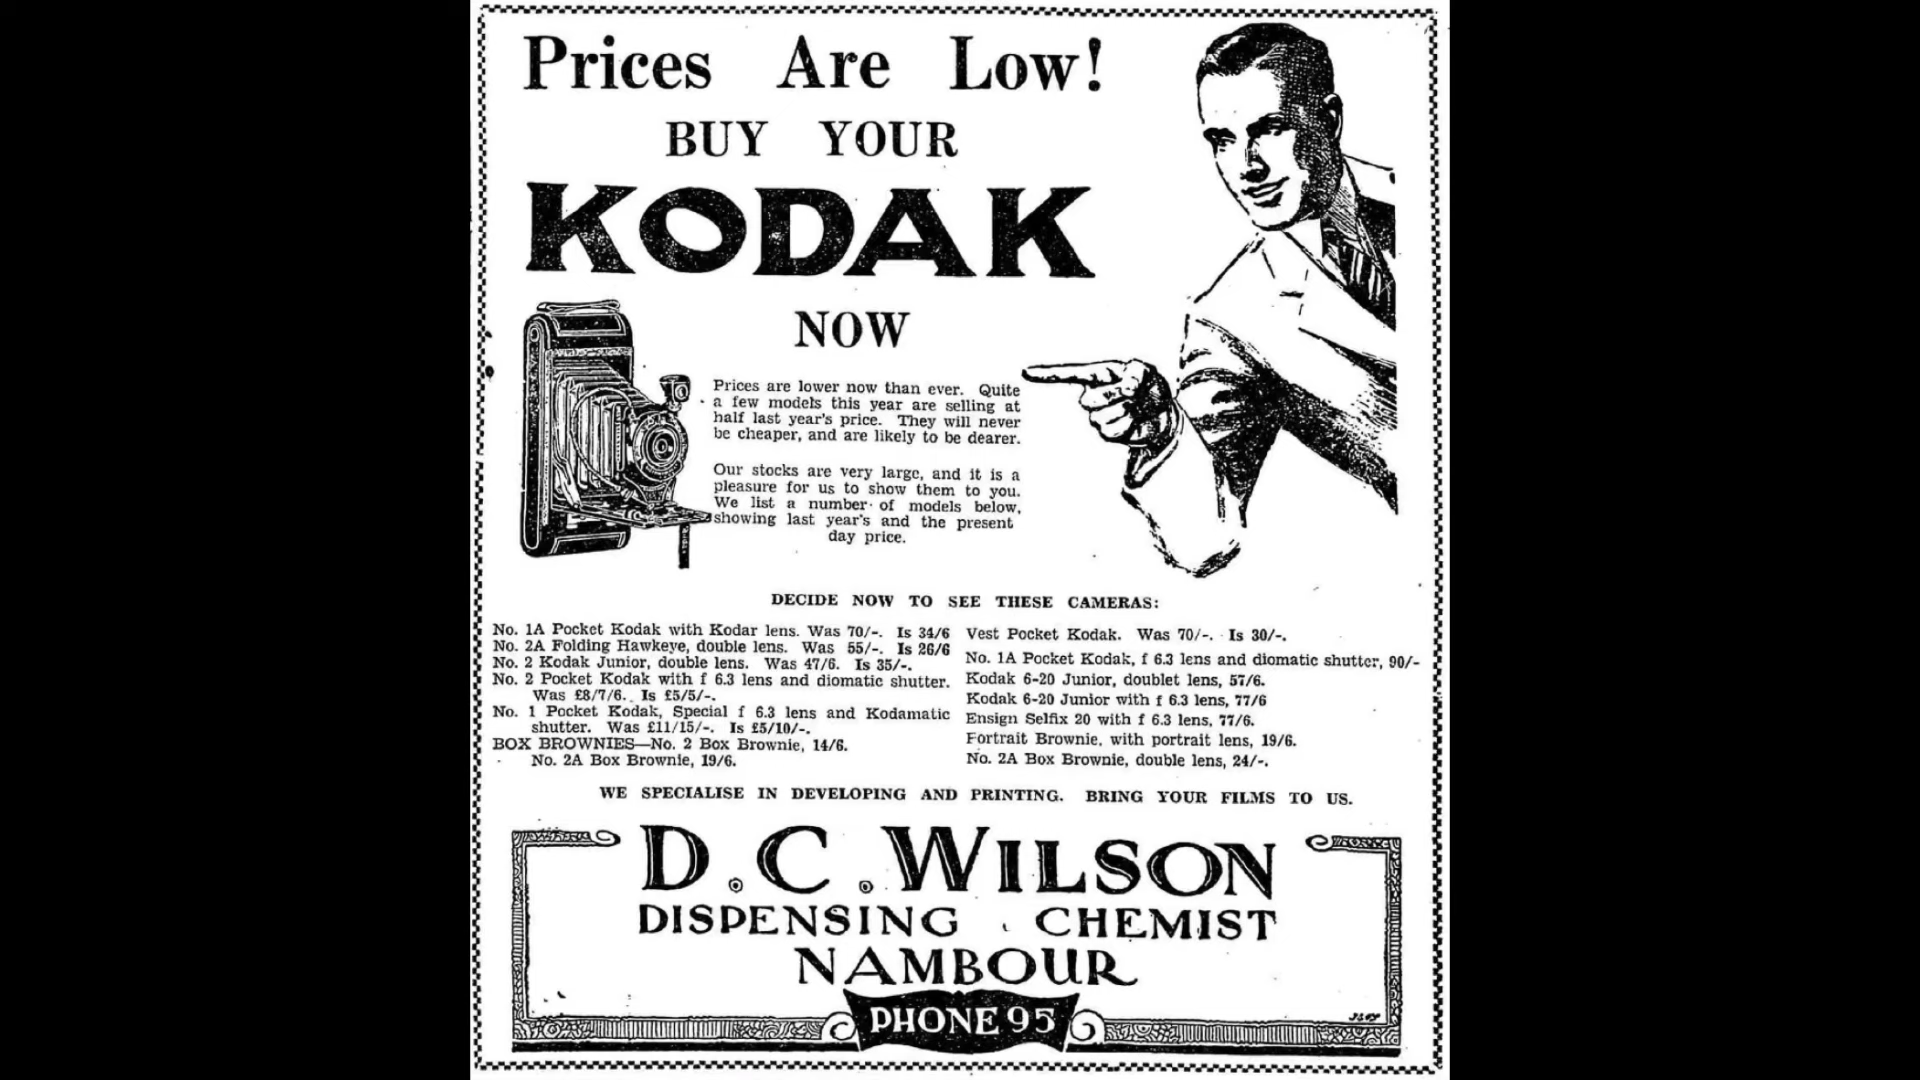 Prices Are Low!
BUY YOUR
KODAK
NOW
Prices are lower now than ever. Quite
a few models this year are selling at
half last year's price. They will never
be cheaper, and are likely to be dearer.
Our stocks are very large, and it is a
pleasure for us to show them to you.
We list a number of models below,
showing last year's and the present
day price.
DECIDE NOW TO SEE THESE CAMERAS:
No. 1A Pocket Kodak with Kodar lens. Was 70/-. Is 34/6
No. 2A Folding Hawkeye, double lens. Was 55/-. Is 26/6
No. 2 Kodak Junior, double lens. Was 47/6. Is 35/-.
No. 2 Pocket Kodak with f 6.3 lens and diomatic shutter.
Was £8/7/6. Is £5/5/-.
No. 1 Pocket Kodak, Special f 6.3 lens and Kodamatic
shutter. Was £11/15/-. Is £5/10/-.
BOX BROWNIES—No. 2 Box Brownie, 14/6.
No. 2A Box Brownie, 19/6.
Vest Pocket Kodak. Was 70/-. Is 30/-.
No. 1A Pocket Kodak, f 6.3 lens and diomatic shutter, 90/-
Kodak 6-20 Junior, doublet lens, 57/6.
Kodak 6-20 Junior with f 6.3 lens, 77/6
Ensign Selfix 20 with f 6.3 lens, 77/6.
Portrait Brownie, with portrait lens, 19/6.
No. 2A Box Brownie, double lens, 24/-.
WE SPECIALISE IN DEVELOPING AND PRINTING. BRING YOUR FILMS TO US.
D.C. WILSON
DISPENSING CHEMIST
NAMBOUR
PHONE 95